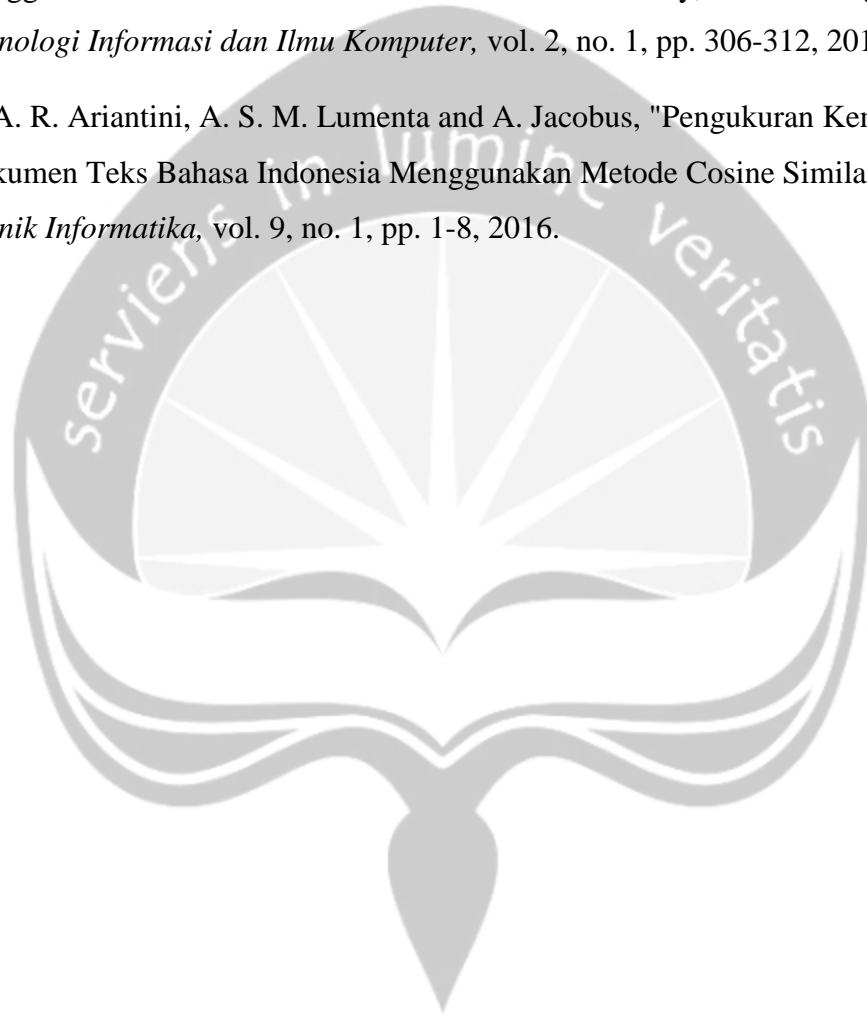 nologi Informasi dan Ilmu Komputer, vol. 2, no. 1, pp. 306-312, 201
A. R. Ariantini, A. S. M. Lumenta and A. Jacobus, "Pengukuran Ken
kumen Teks Bahasa Indonesia Menggunakan Metode Cosine Simila
nik Informatika, vol. 9, no. 1, pp. 1-8, 2016.
serviens in lumine veritatis